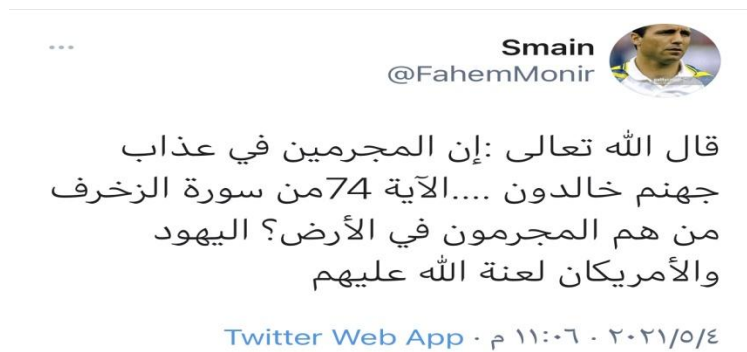 Smain
@FahemMonir
قال الله تعالى :إن المجرمين في عذاب
جهنم خالدون ....الآية 74من سورة الزخرف
من هم المجرمون في الأرض؟ اليهود
والأمريكان لعنة الله عليهم
٢٠٢١/٥/٤ · ١١:٠٦ م · Twitter Web App